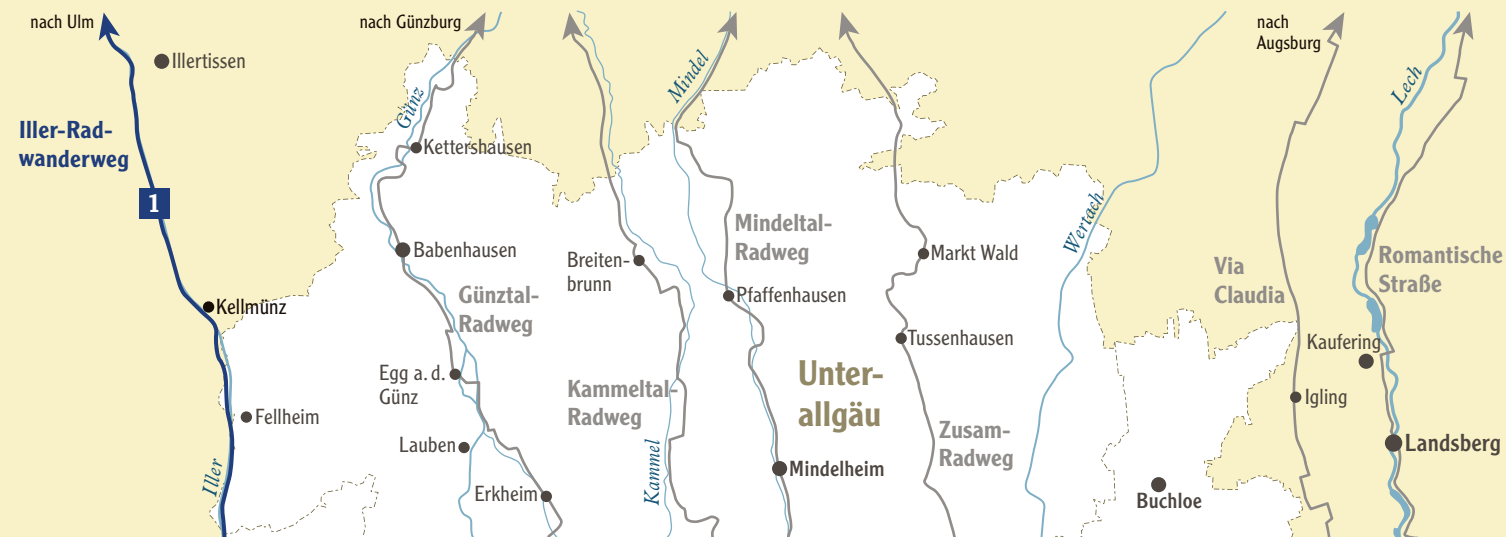 nach Ulm
nach Günzburg
nach
Augsburg
Illertissen
Mindel
Lech
Günz
Iller-Rad-
wanderweg
Kettershausen
1
Wertach
Mindeltal-
Radweg
Babenhausen
Breiten-
brunn
Markt Wald
Via
Claudia
Romantische
Straße
Günztal-
Radweg
Pfaffenhausen
Kellmünz
Tussenhausen
Kaufering
Egg a. d.
Günz
Kammeltal-
Radweg
Unter-
allgäu
Igling
Fellheim
Zusam-
Radweg
Lauben
Landsberg
Iller
Kammel
Mindelheim
Erkheim
Buchloe